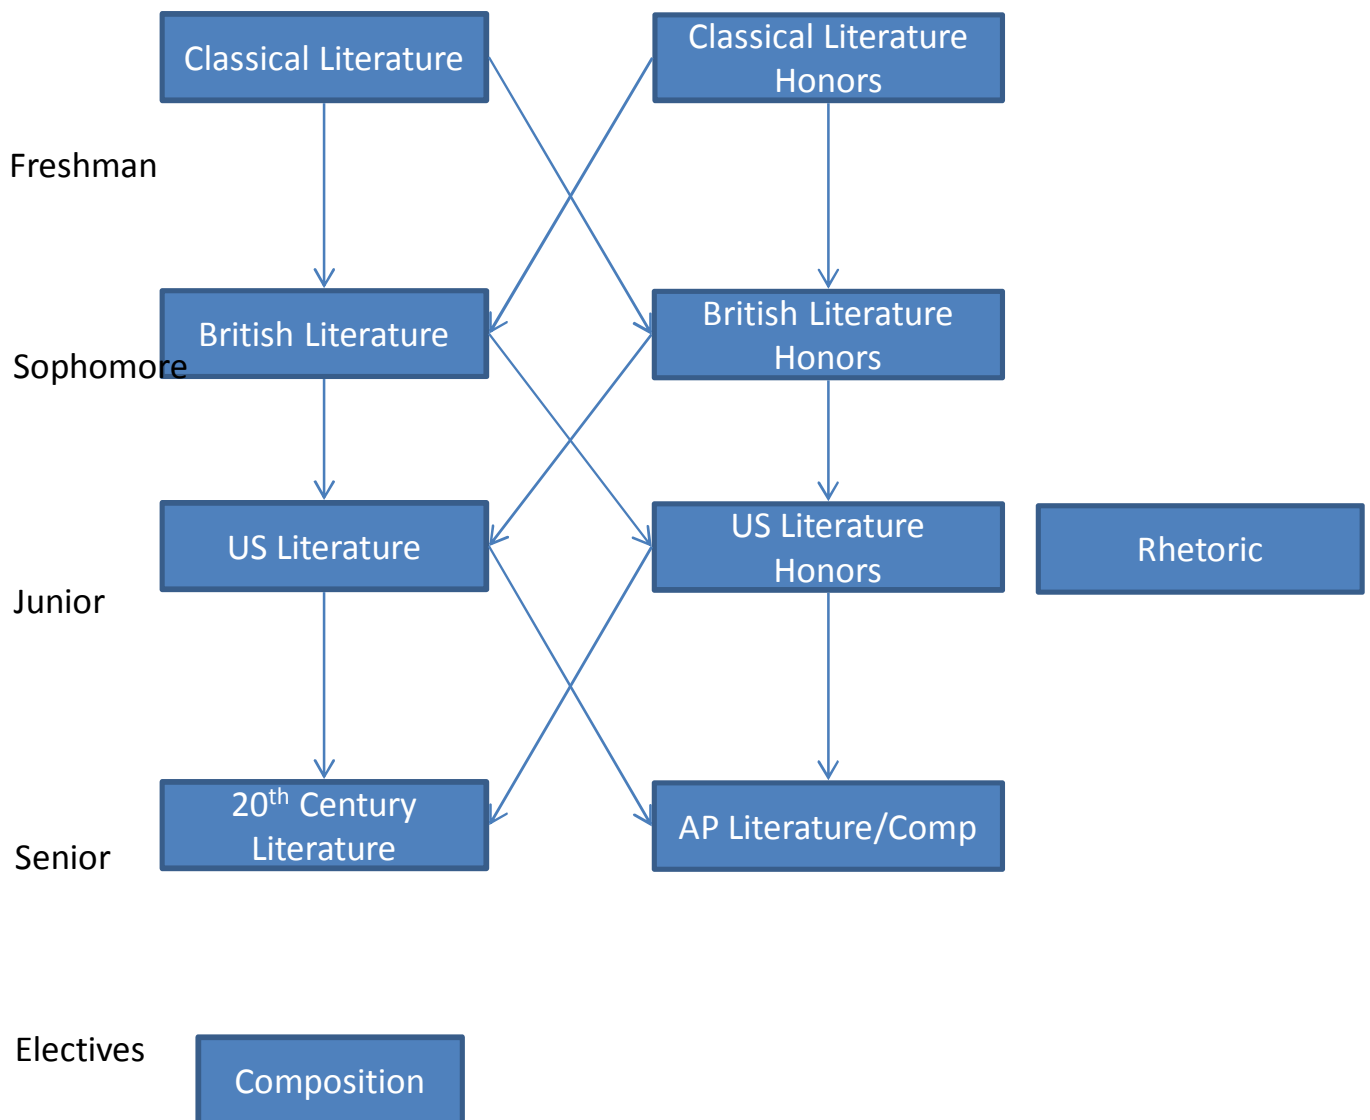 Classical Literature
Classical Literature
Honors
Freshman
British Literature
British Literature
Honors
Sophomore
US Literature
US Literature
Honors
Rhetoric
Junior
20th Century
Literature
AP Literature/Comp
Senior
Electives
Composition